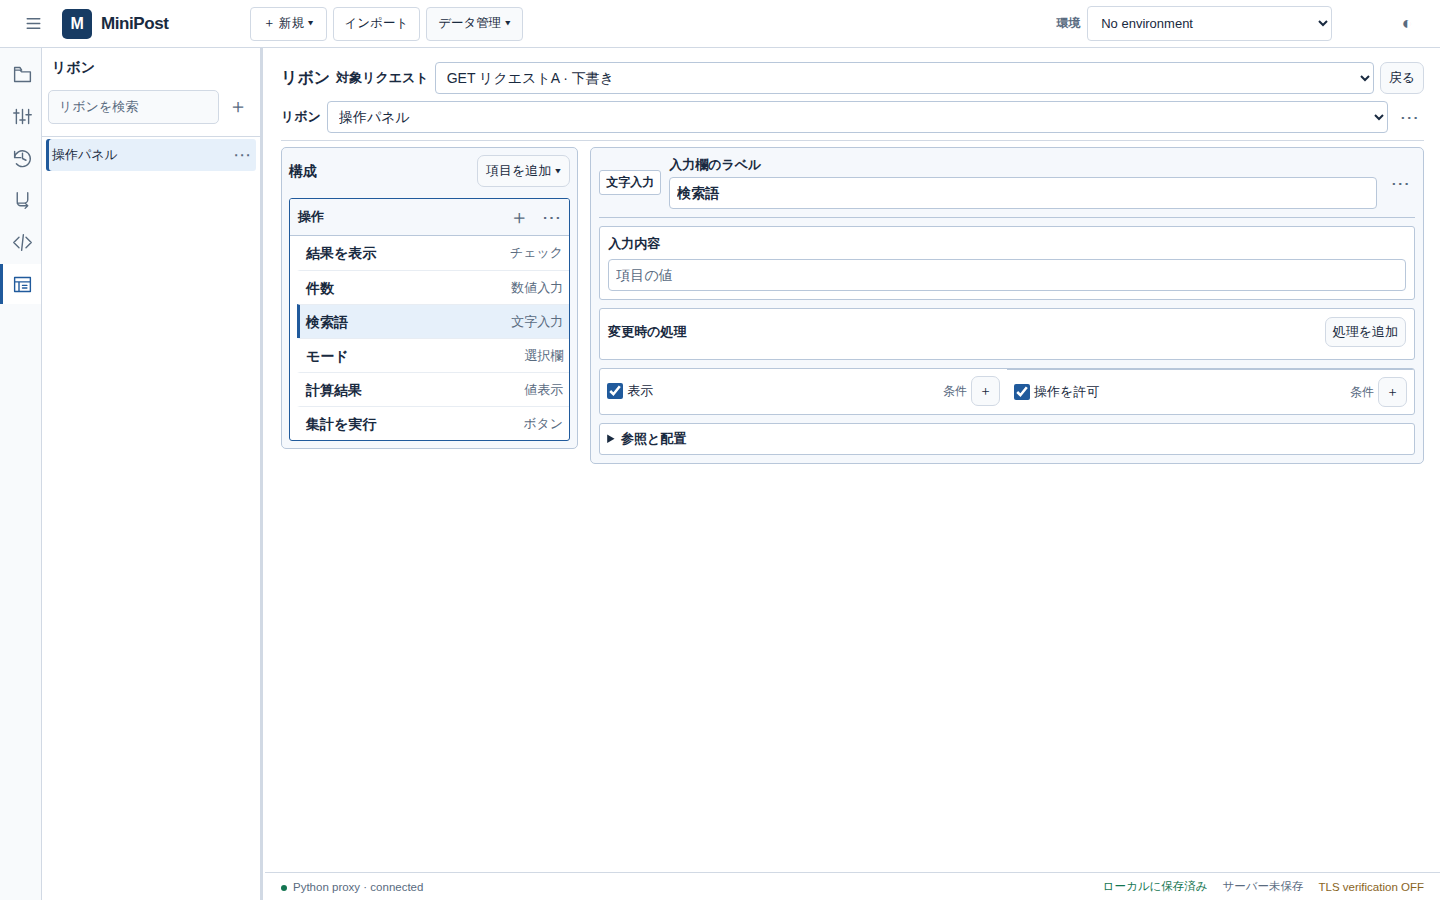 M MiniPost ＋ 新規 ▾ インポート データ管理 ▾ 環境 No environment
リボン
リボンを検索 ＋
操作パネル ···
リボン 対象リクエスト GET リクエストA · 下書き 戻る
リボン 操作パネル ···
構成 項目を追加 ▾
操作 ＋ ···
結果を表示 チェック
件数 数値入力
検索語 文字入力
モード 選択欄
計算結果 値表示
集計を実行 ボタン
文字入力 入力欄のラベル ···
検索語
入力内容
項目の値
変更時の処理 処理を追加
表示 条件 ＋ 操作を許可 条件 ＋
▶ 参照と配置
Python proxy · connected ローカルに保存済み サーバー未保存 TLS verification OFF